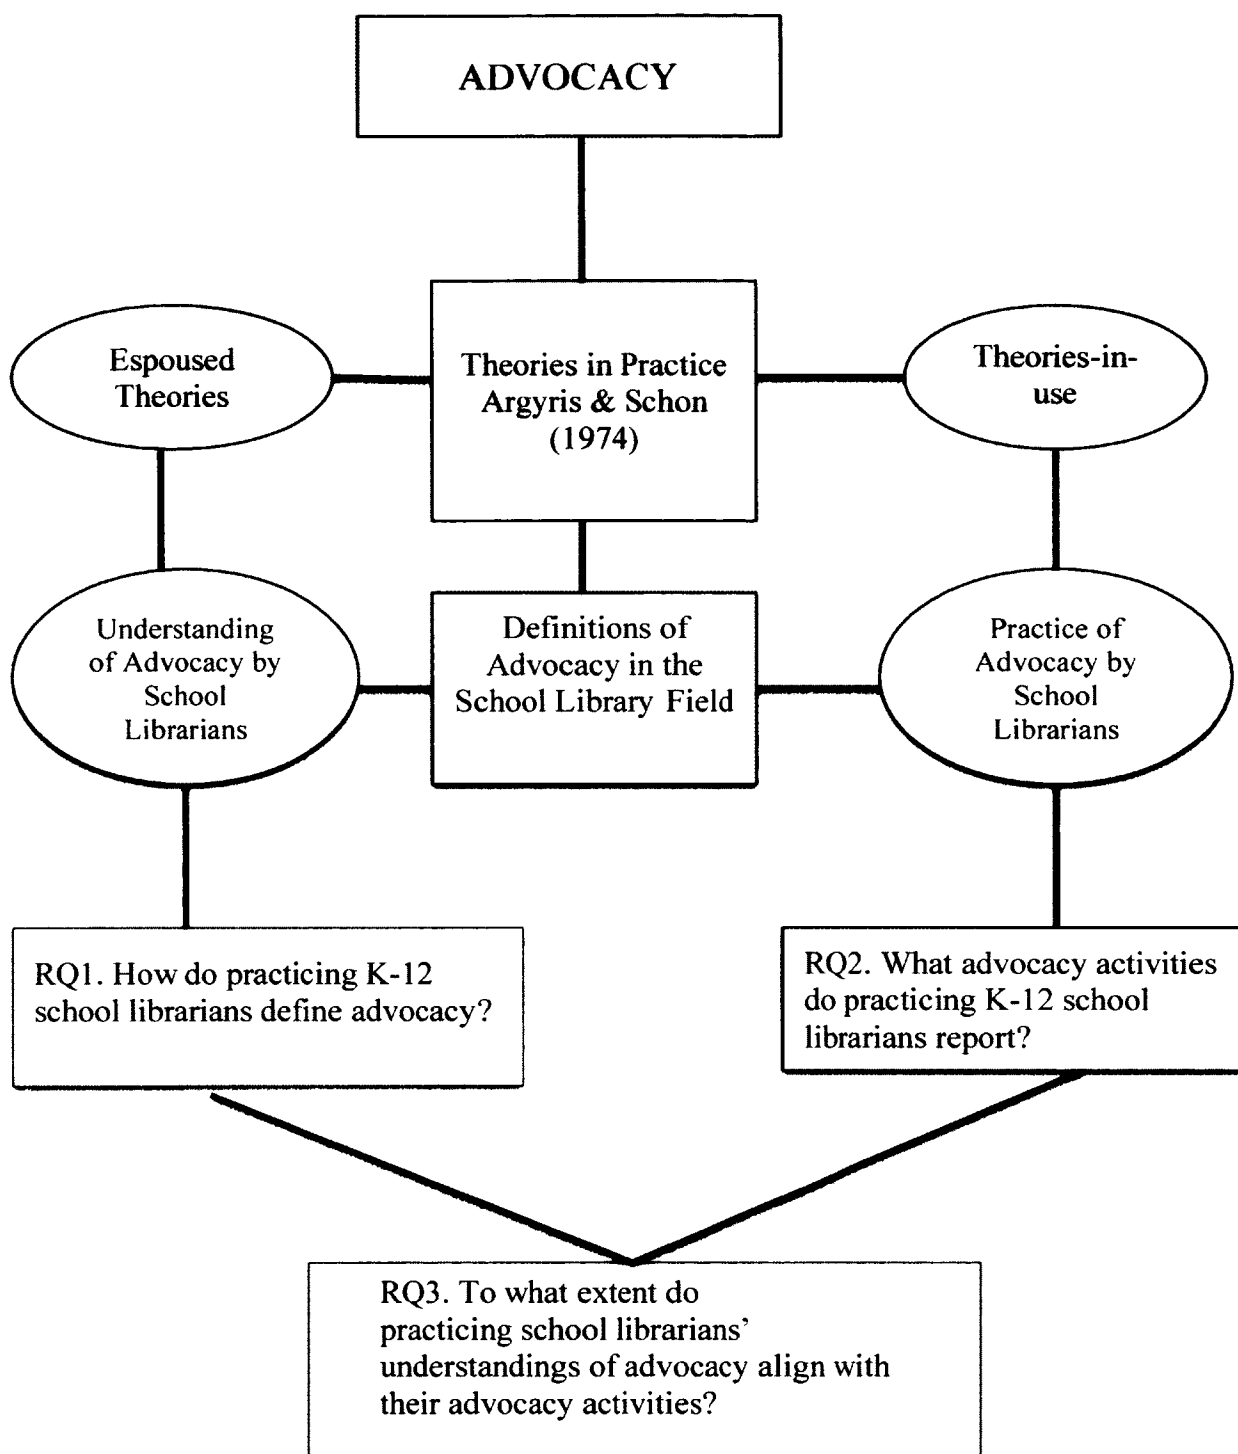 ADVOCACY
Espoused
Theories
Theories in Practice
Argyris & Schon
(1974)
Theories-in-
use
Understanding
of Advocacy by
School
Librarians
Definitions of
Advocacy in the
School Library Field
Practice of
Advocacy by
School
Librarians
RQ1. How do practicing K-12
school librarians define advocacy?
RQ2. What advocacy activities
do practicing K-12 school
librarians report?
RQ3. To what extent do
practicing school librarians'
understandings of advocacy align with
their advocacy activities?